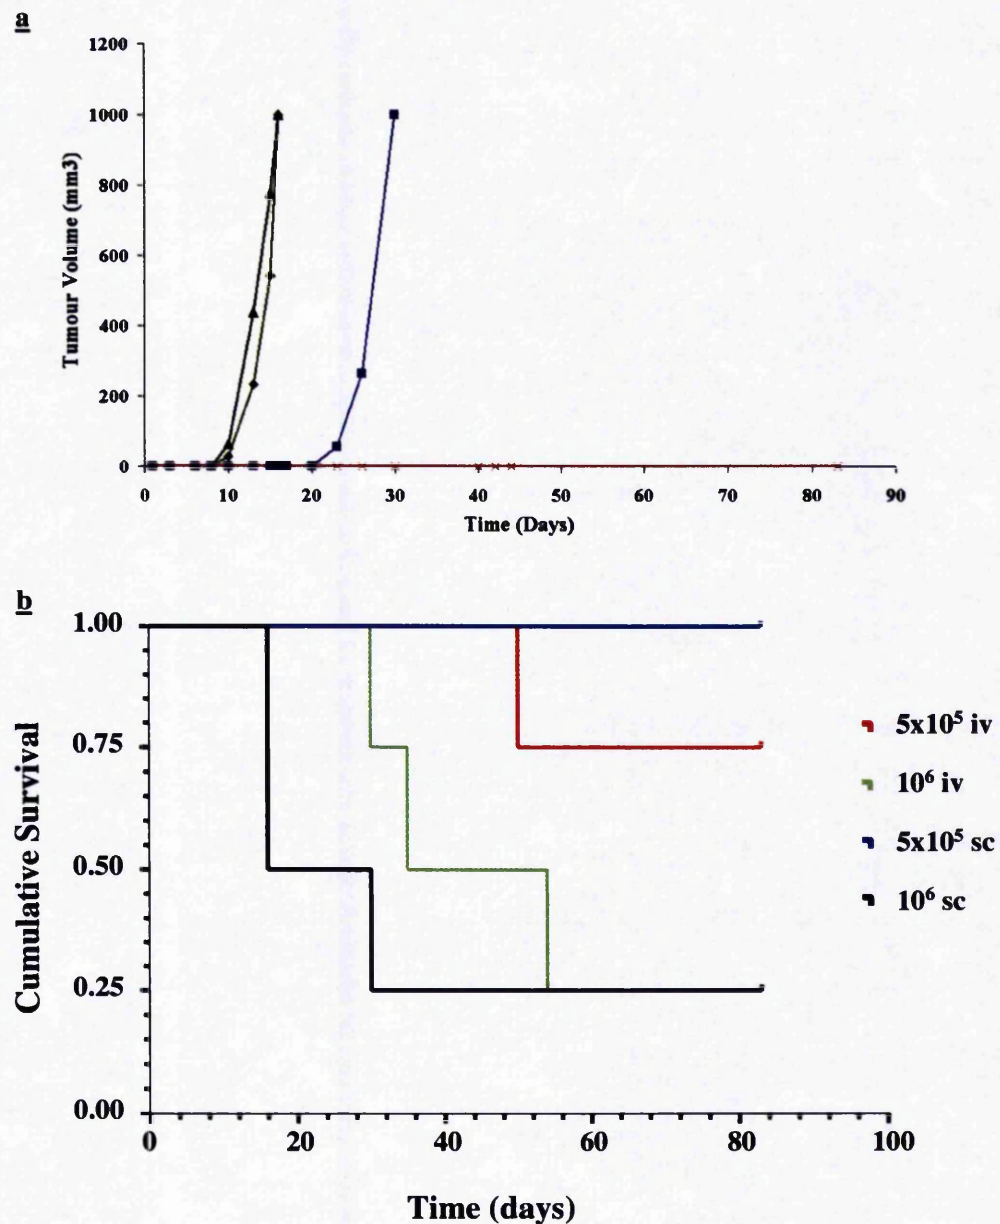 a
1200
1000
800
600
400
200
0
Tumour Volume (mm3)
0 10 20 30 40 50 60 70 80 90
Time (Days)
b
1.00
0.75
0.50
0.25
0.00
Cumulative Survival
0 20 40 60 80 100
Time (days)
5x10⁵ iv
10⁶ iv
5x10⁵ sc
10⁶ sc